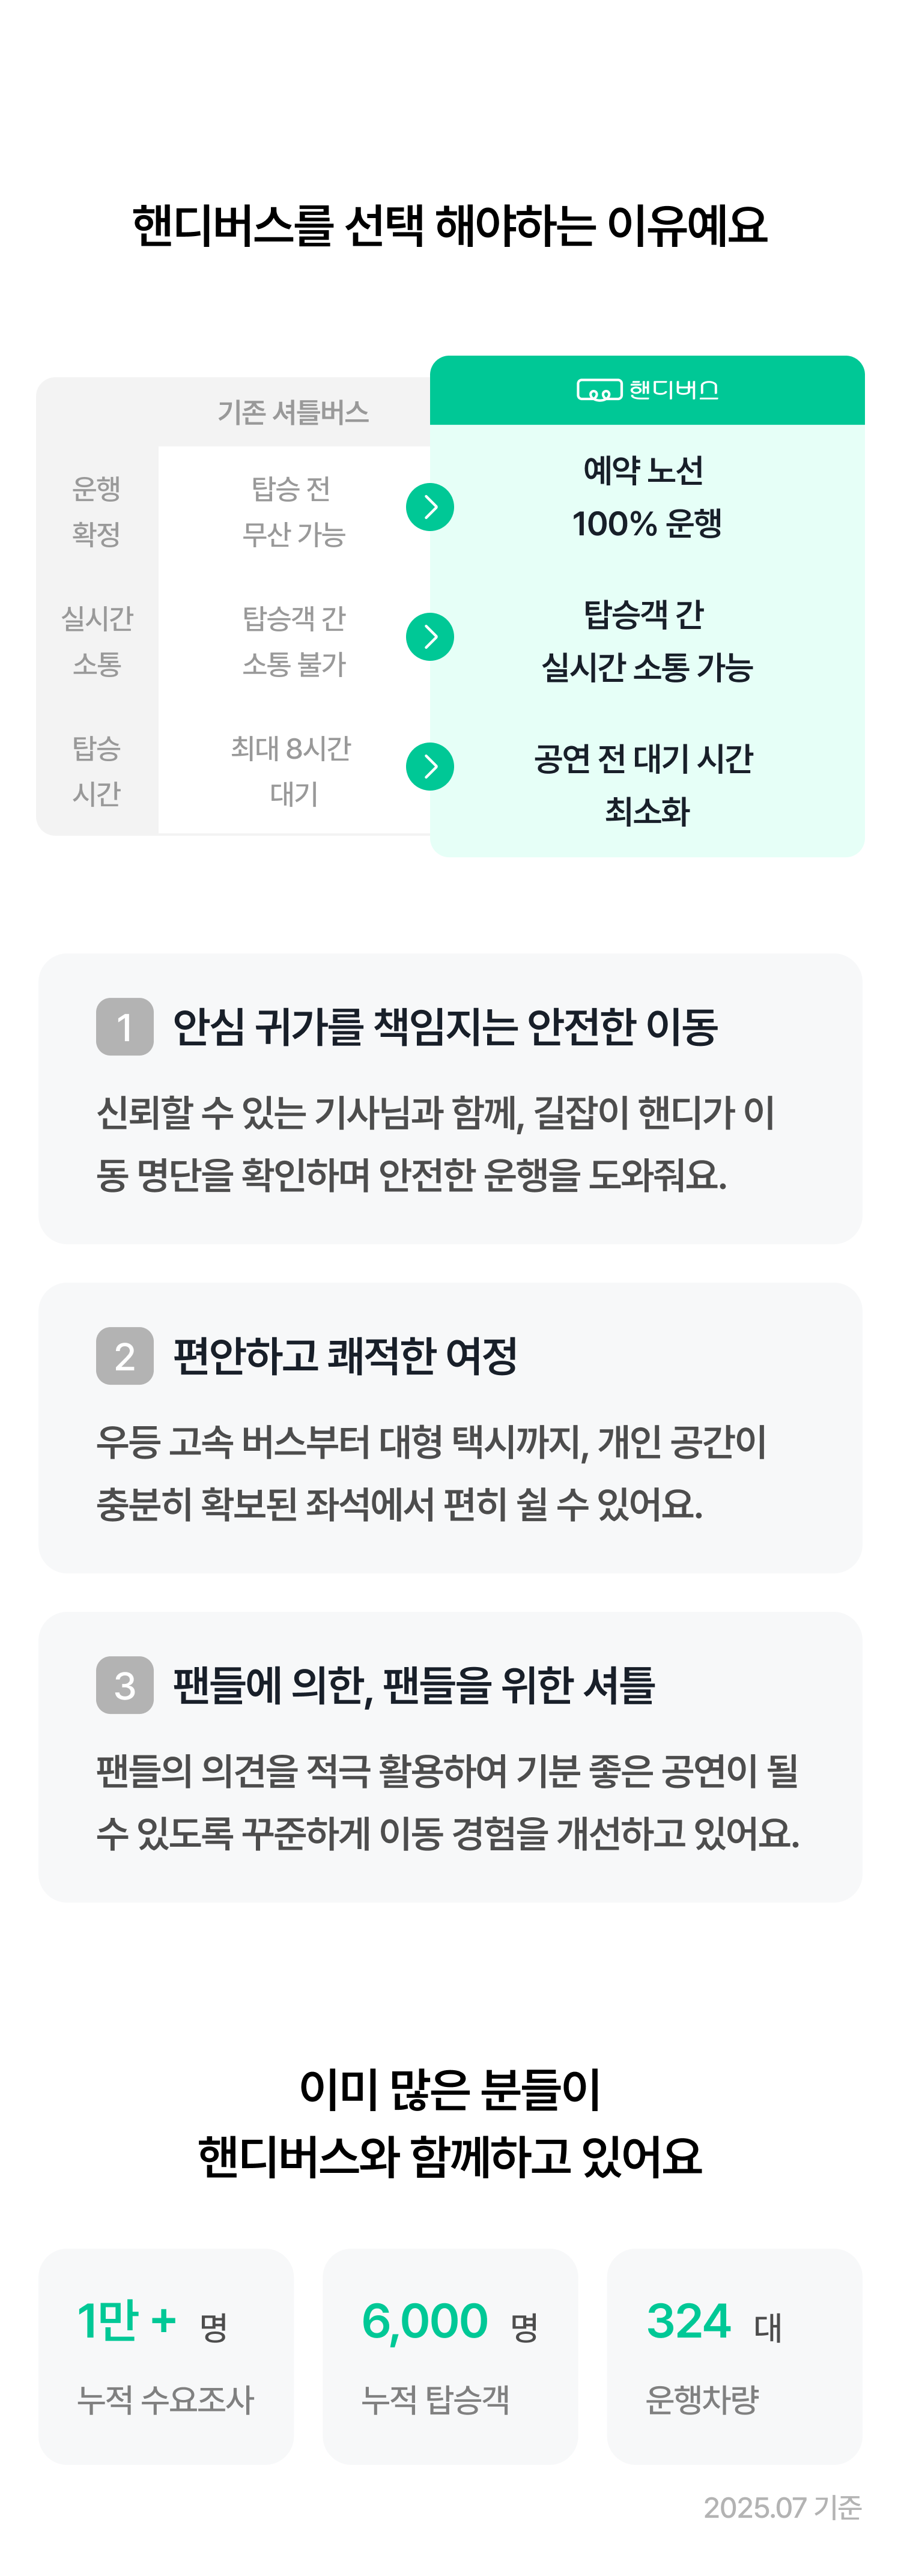 핸디버스를 선택 해야하는 이유예요
기존 셔틀버스
핸디버스
운행
확정
탑승 전
무산 가능
예약 노선
100% 운행
실시간
소통
탑승객 간
소통 불가
탑승객 간
실시간 소통 가능
탑승
시간
최대 8시간
대기
공연 전 대기 시간
최소화
1 안심 귀가를 책임지는 안전한 이동
신뢰할 수 있는 기사님과 함께, 길잡이 핸디가 이
동 명단을 확인하며 안전한 운행을 도와줘요.
2 편안하고 쾌적한 여정
우등 고속 버스부터 대형 택시까지, 개인 공간이
충분히 확보된 좌석에서 편히 쉴 수 있어요.
3 팬들에 의한, 팬들을 위한 셔틀
팬들의 의견을 적극 활용하여 기분 좋은 공연이 될
수 있도록 꾸준하게 이동 경험을 개선하고 있어요.
이미 많은 분들이
핸디버스와 함께하고 있어요
1만 + 명
누적 수요조사
6,000 명
누적 탑승객
324 대
운행차량
2025.07 기준